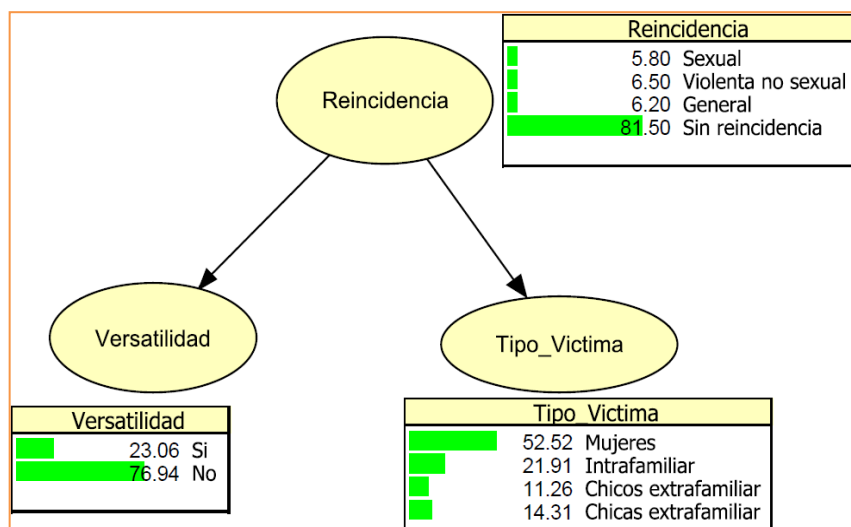 Reincidencia
5.80 Sexual
6.50 Violenta no sexual
6.20 General
81.50 Sin reincidencia
Reincidencia
Versatilidad
Tipo_Victima
Versatilidad
23.06 Si
76.94 No
Tipo_Victima
52.52 Mujeres
21.91 Intrafamiliar
11.26 Chicos extrafamiliar
14.31 Chicas extrafamiliar